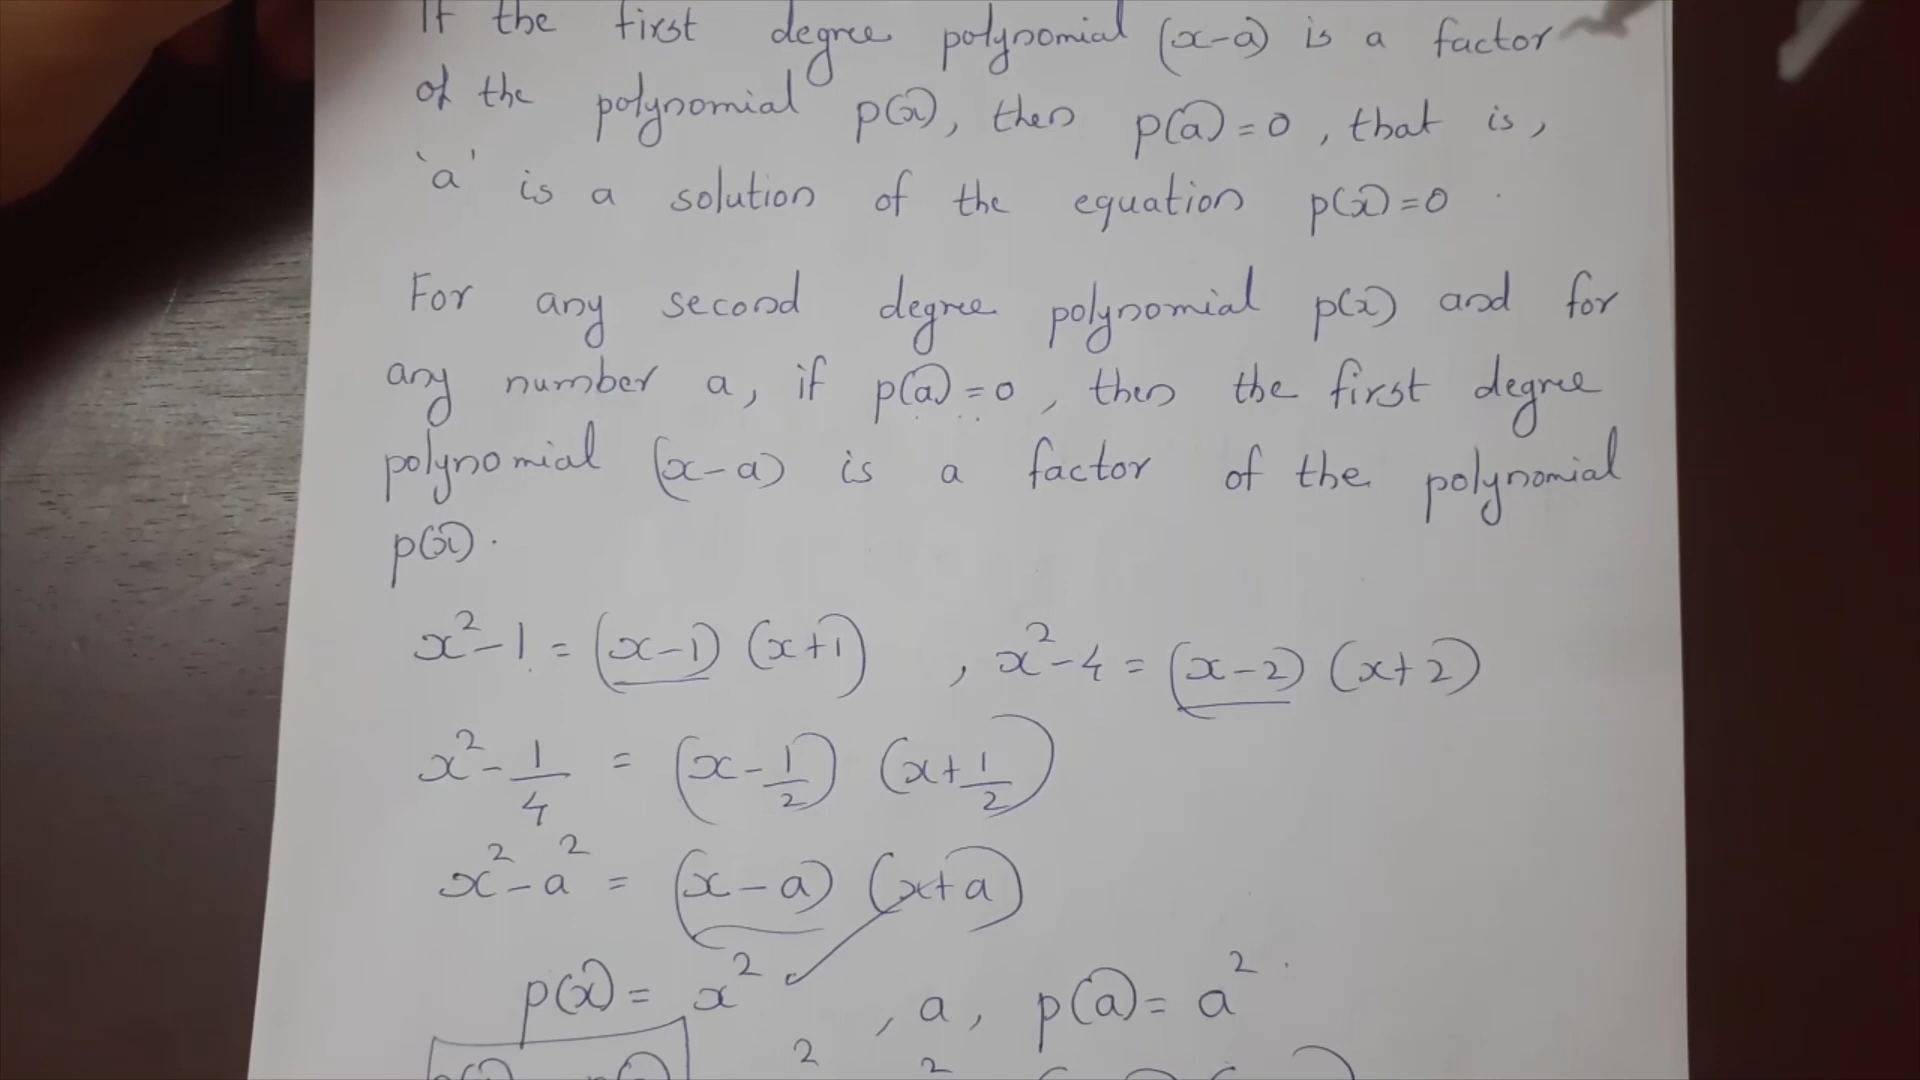 If the first degree polynomial (x-a) is a factor
of the polynomial p(x), then p(a)=0, that is,
'a' is a solution of the equation p(x)=0
For any second degree polynomial p(x) and for
any number a, if p(a)=0, then the first degree
polynomial (x-a) is a factor of the polynomial
p(x).
x²-1 = (x-1) (x+1) , x²-4 = (x-2) (x+2)
x² - 1/4 = (x - 1/2) (x + 1/2)
x² - a² = (x-a) (x+a)
p(x) = x² , a, p(a) = a²